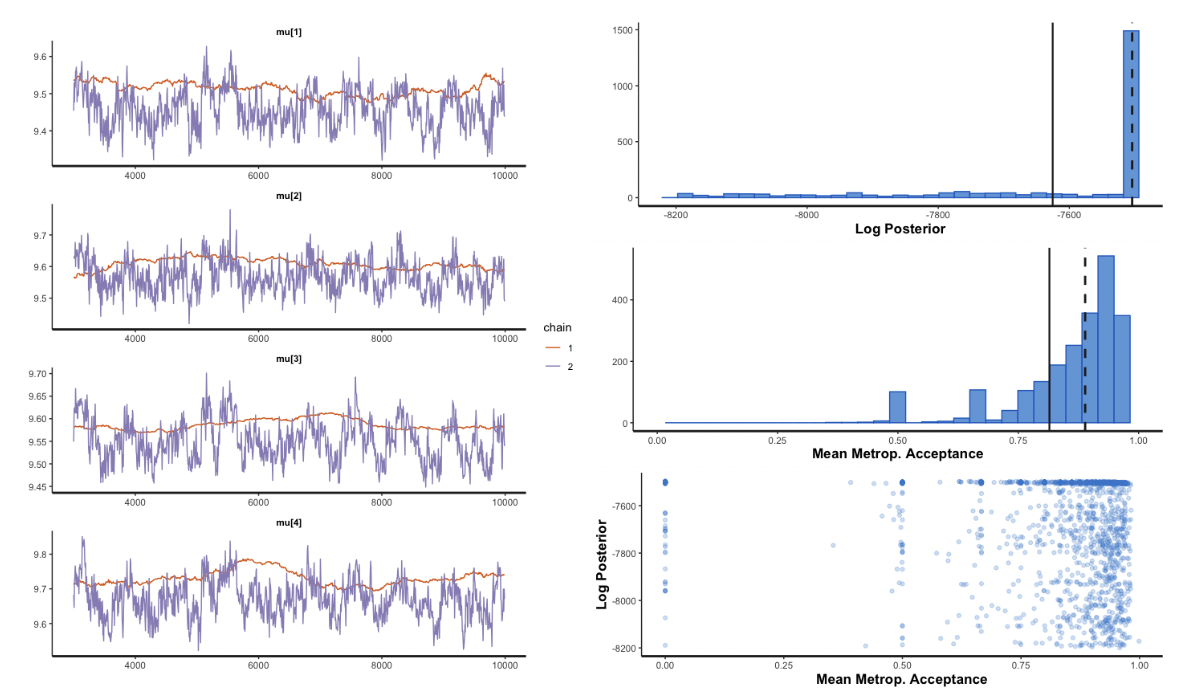 mu[1]
9.6
9.5
9.4
4000 6000 8000 10000
mu[2]
9.7
9.6
9.5
4000 6000 8000 10000
mu[3]
9.70
9.65
9.60
9.55
9.50
9.45
4000 6000 8000 10000
mu[4]
9.8
9.7
9.6
4000 6000 8000 10000
chain
1
2
1500
1000
500
0
-8200 -8000 -7800 -7600
Log Posterior
400
200
0
0.00 0.25 0.50 0.75 1.00
Mean Metrop. Acceptance
Log Posterior
-7600
-7800
-8000
-8200
0.00 0.25 0.50 0.75 1.00
Mean Metrop. Acceptance